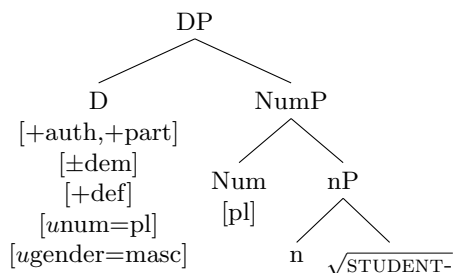 DP
D NumP
[+auth,+part]
[±dem] Num nP
[+def] [pl]
[unum=pl] n √STUDENT-
[ugender=masc]